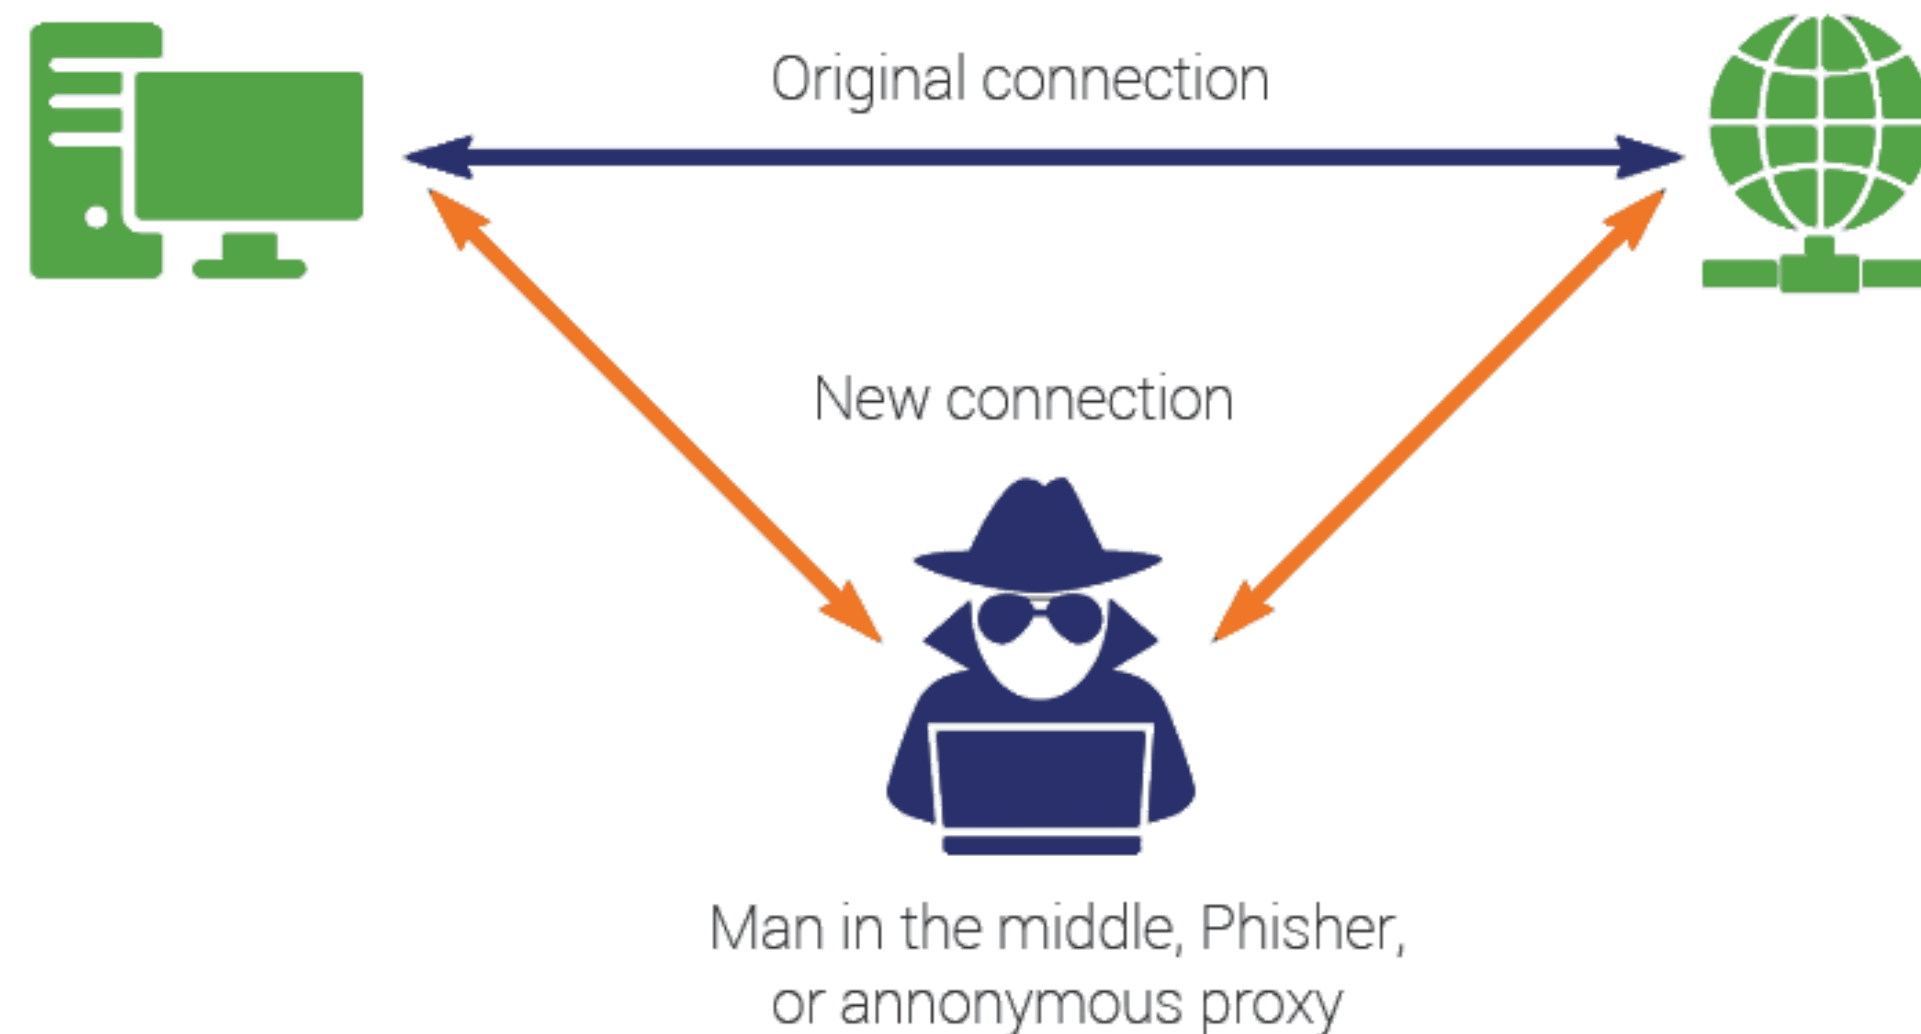 Original connection
New connection
Man in the middle, Phisher,
or annonymous proxy